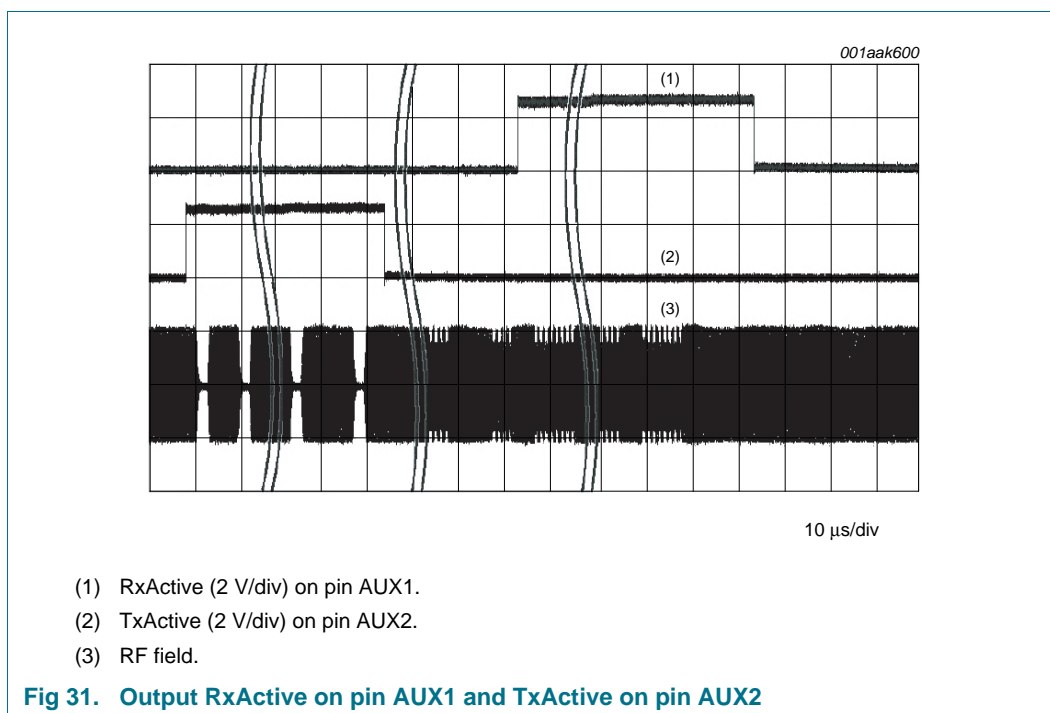 001aak600
(1)
(2)
(3)
10 μs/div
(1) RxActive (2 V/div) on pin AUX1.
(2) TxActive (2 V/div) on pin AUX2.
(3) RF field.
Fig 31. Output RxActive on pin AUX1 and TxActive on pin AUX2